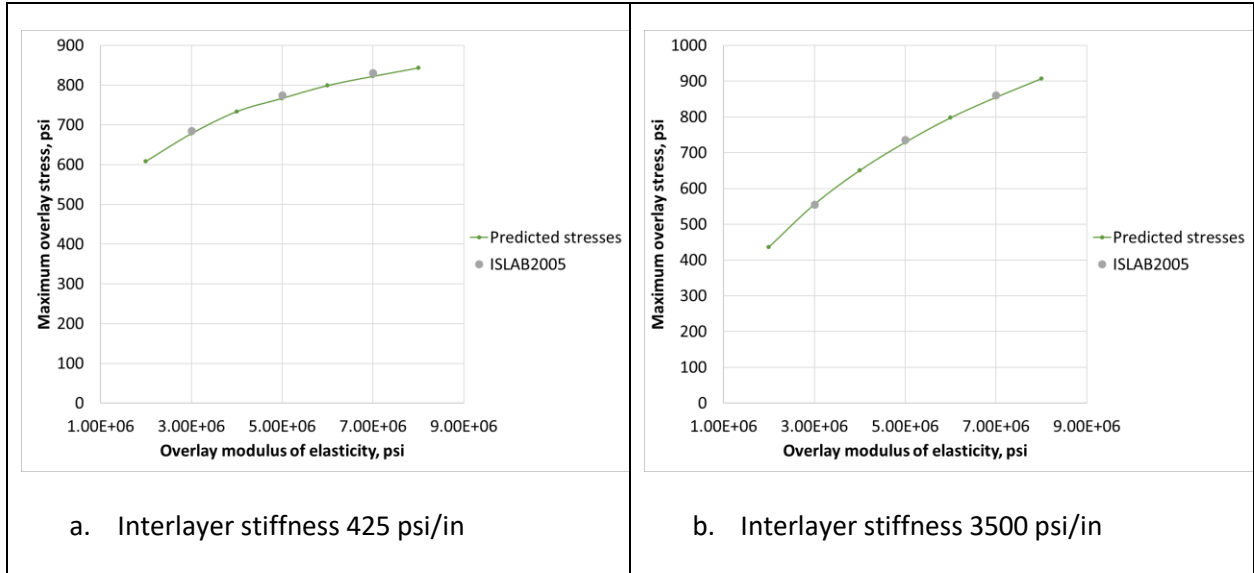 900
800
700
600
500
400
300
200
100
0
Maximum overlay stress, psi
1.00E+06 3.00E+06 5.00E+06 7.00E+06 9.00E+06
Overlay modulus of elasticity, psi
Predicted stresses
ISLAB2005
a. Interlayer stiffness 425 psi/in
1000
900
800
700
600
500
400
300
200
100
0
Maximum overlay stress, psi
1.00E+06 3.00E+06 5.00E+06 7.00E+06 9.00E+06
Overlay modulus of elasticity, psi
Predicted stresses
ISLAB2005
b. Interlayer stiffness 3500 psi/in